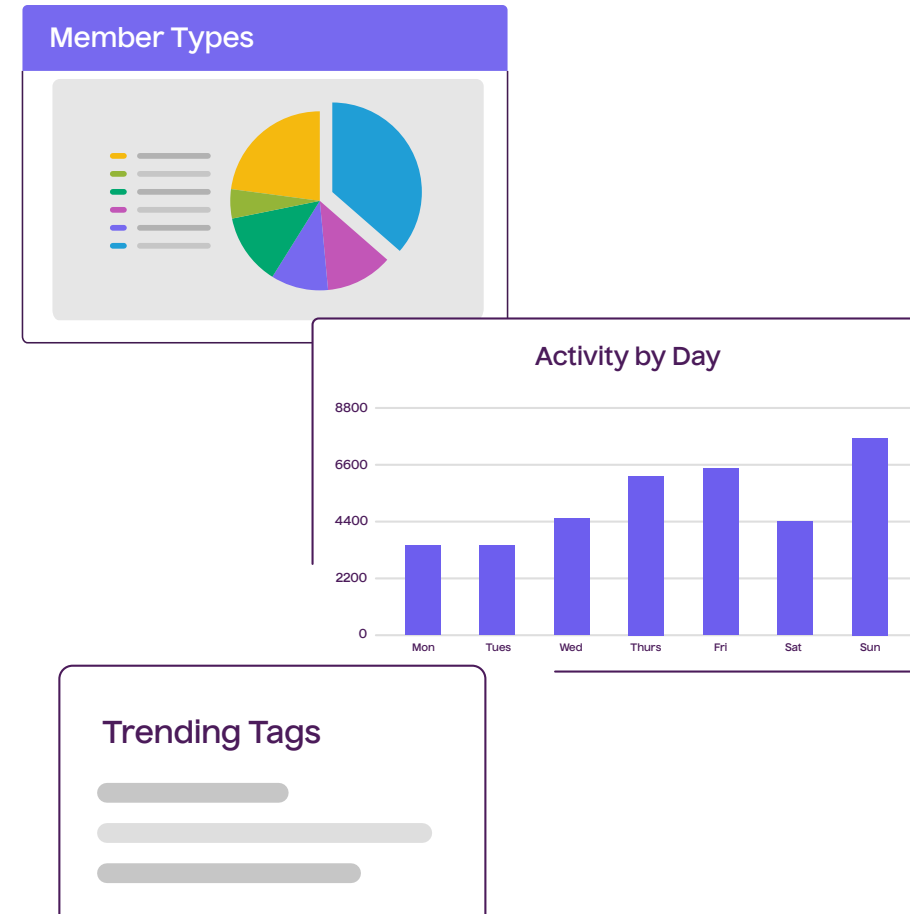 Member Types
Activity by Day
8800
6600
4400
2200
0
Mon Tues Wed Thurs Fri Sat Sun
Trending Tags